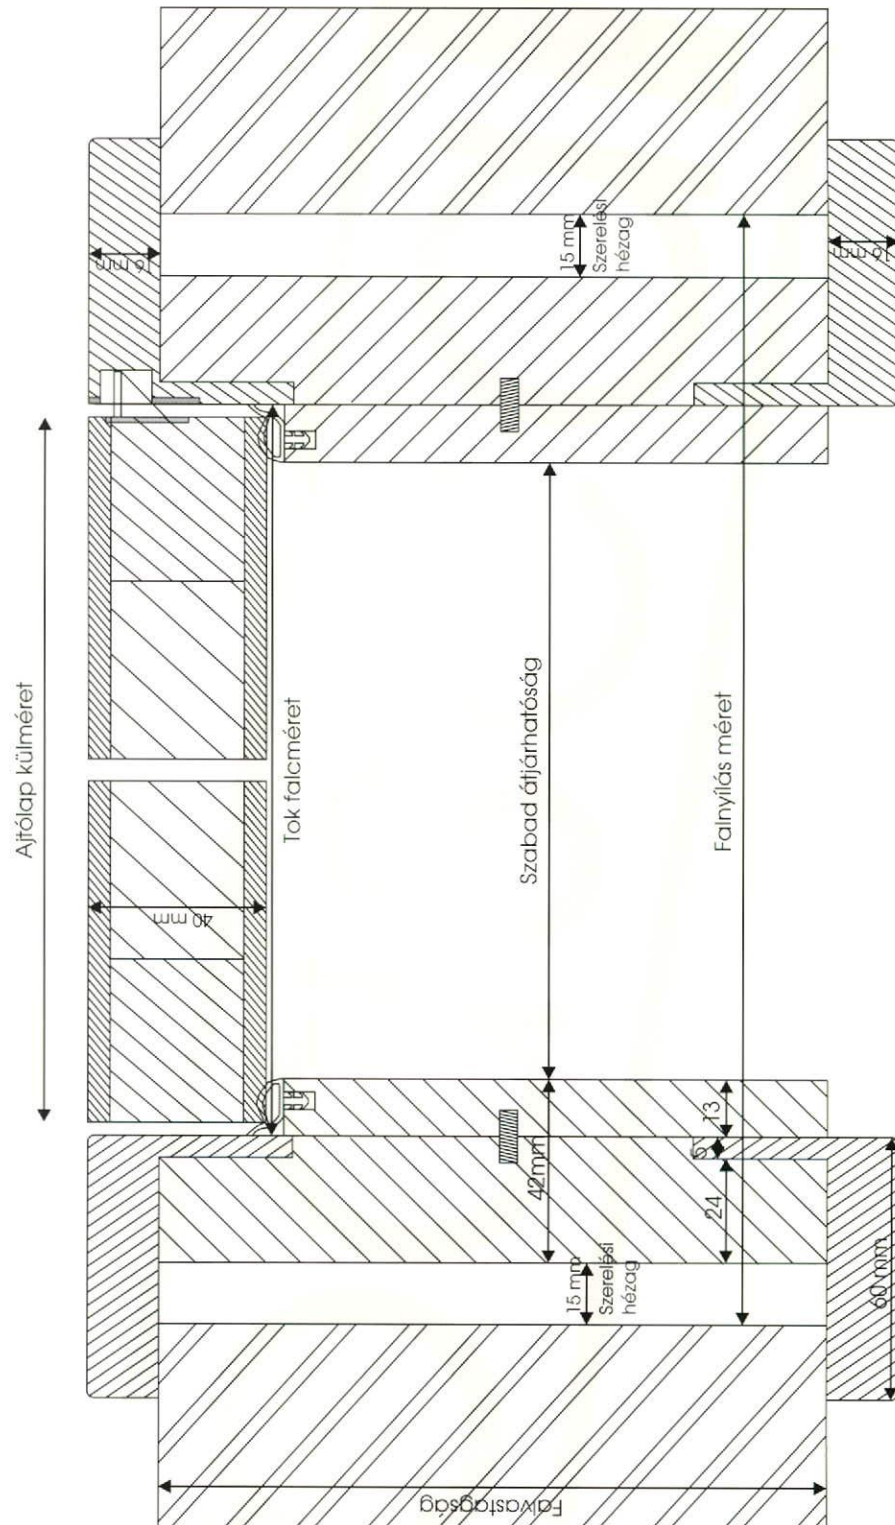 Ajtólap külméret
16 mm
15 mm
Szerelési
hézag
16 mm
Tok falcméret
Szabad átjárhatóság
Falnyílás méret
40 mm
42mm
13
5
24
15 mm
Szerelési
hézag
60 mm
Falvastagság